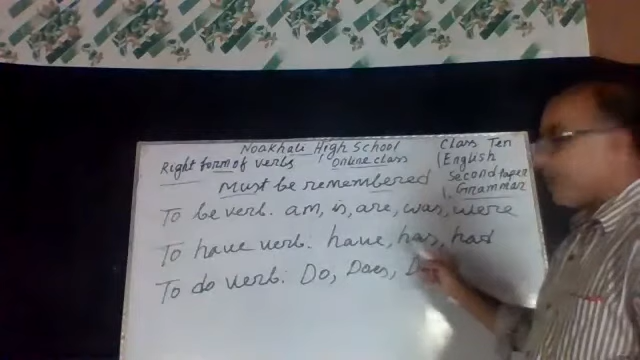 Noakhali High School
Class Ten
Right form of verbs
Online class
English
Second Paper
Grammar
Must be remembered
To be verb. am, is, are, was, were
To have verb: have, has, had
To do verb: Do, Does,